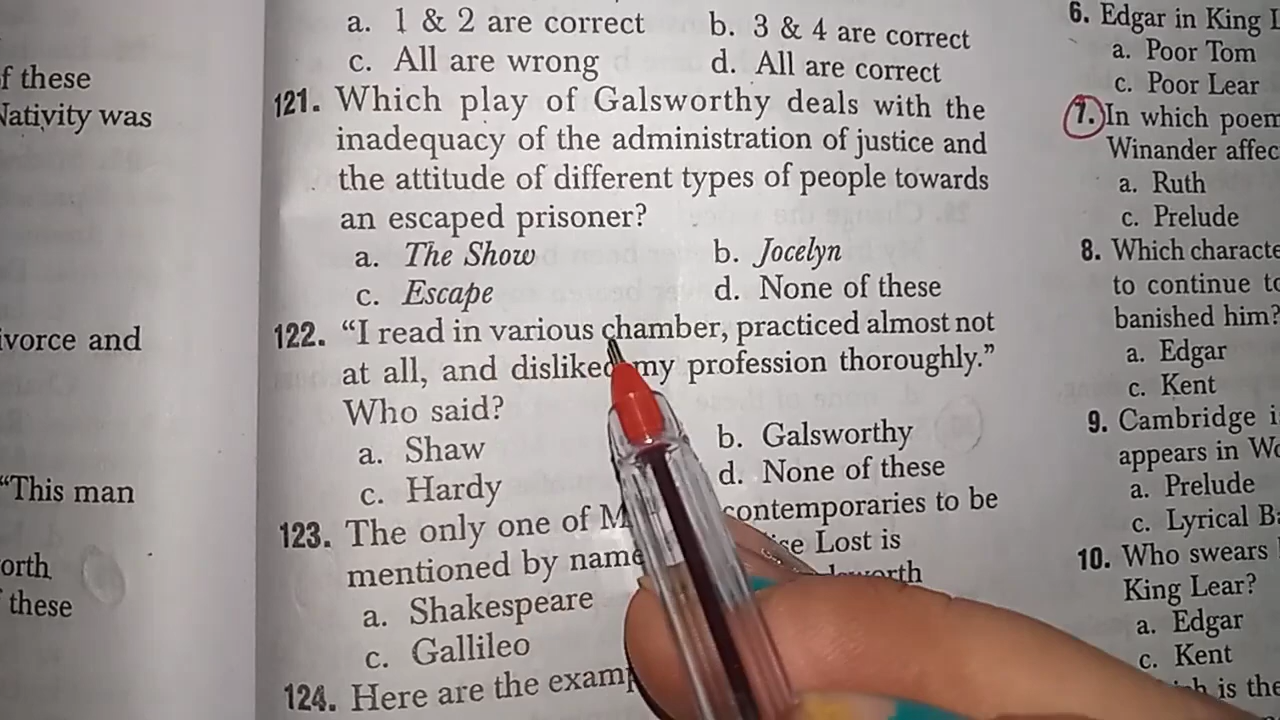 f these
Nativity was
ivorce and
"This man
orth
these
a. 1 & 2 are correct b. 3 & 4 are correct
c. All are wrong d. All are correct
121. Which play of Galsworthy deals with the
inadequacy of the administration of justice and
the attitude of different types of people towards
an escaped prisoner?
a. The Show b. Jocelyn
c. Escape d. None of these
122. "I read in various chamber, practiced almost not
at all, and disliked my profession thoroughly."
Who said?
a. Shaw b. Galsworthy
c. Hardy d. None of these
123. The only one of contemporaries to be
mentioned by name Lost is
a. Shakespeare
c. Gallileo
124. Here are the
6. Edgar in King
a. Poor Tom
c. Poor Lear
7. In which poem
Winander affec
a. Ruth
c. Prelude
8. Which characte
to continue to
banished him?
a. Edgar
c. Kent
9. Cambridge i
appears in Wo
a. Prelude
c. Lyrical Ba
10. Who swears
King Lear?
a. Edgar
c. Kent
is the